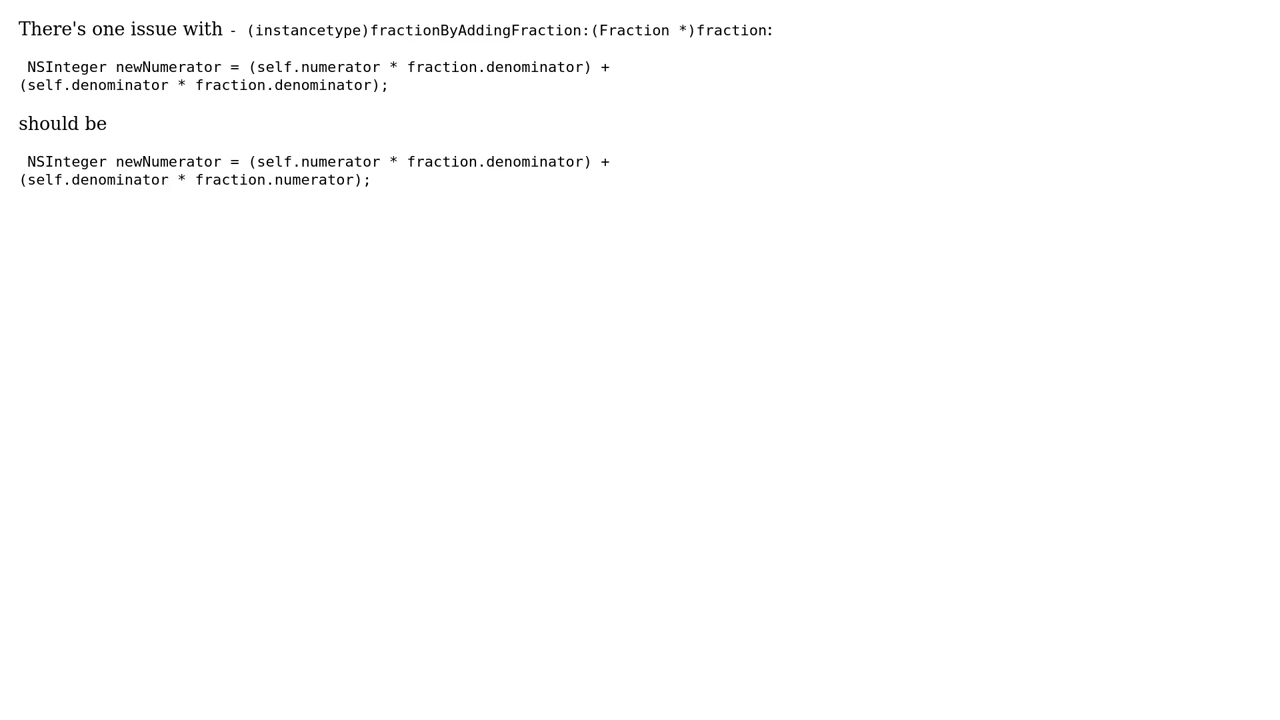 There's one issue with - (instancetype)fractionByAddingFraction:(Fraction *)fraction:
NSInteger newNumerator = (self.numerator * fraction.denominator) +
(self.denominator * fraction.denominator);
should be
NSInteger newNumerator = (self.numerator * fraction.denominator) +
(self.denominator * fraction.numerator);